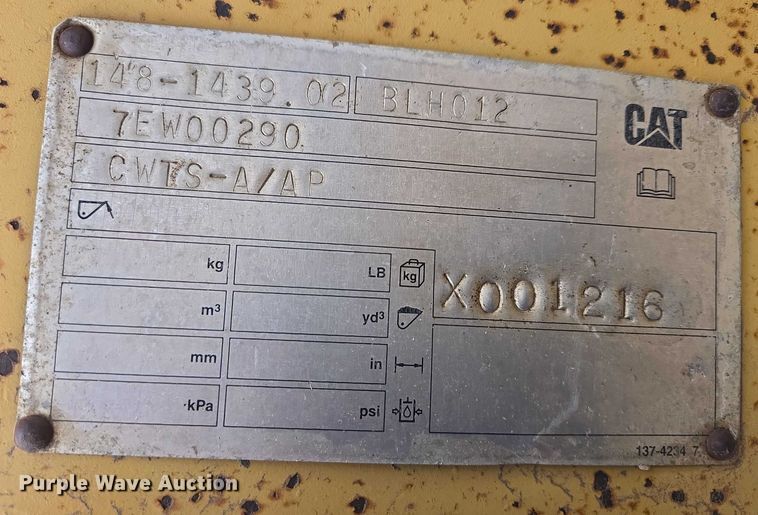 148-1439.02 BLH012
7EW00290
CWTS-A/AP
CAT
kg LB kg
m³ yd³
X001216
mm in
kPa psi
137-4234 7
Purple Wave Auction